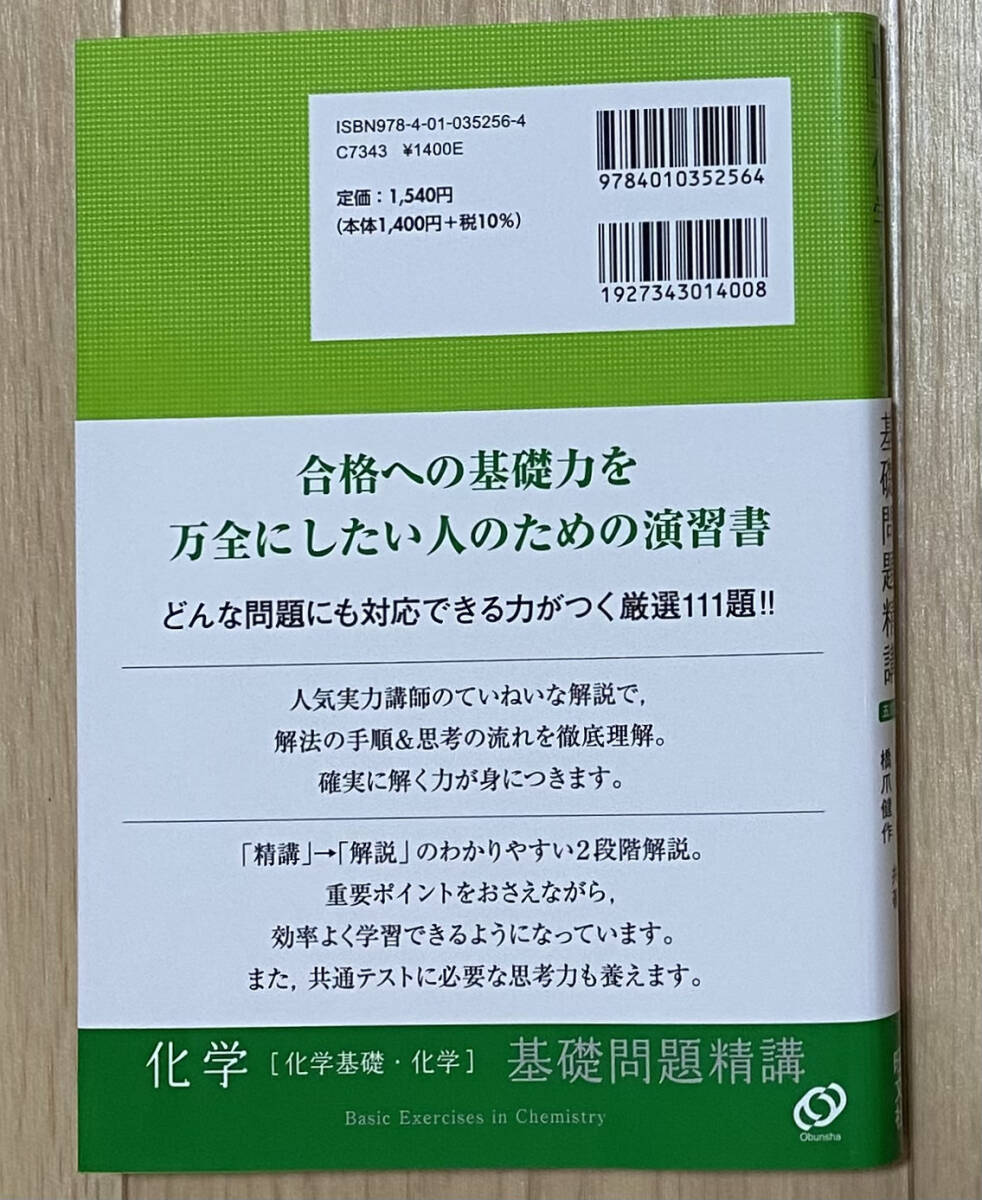 ISBN978-4-01-035256-4
C7343 ¥1400E
定価：1,540円
(本体1,400円＋税10%)
9784010352564
1927343014008
合格への基礎力を
万全にしたい人のための演習書
どんな問題にも対応できる力がつく厳選111題!!
人気実力講師のていねいな解説で，
解法の手順&思考の流れを徹底理解。
確実に解く力が身につきます。
「精講」→「解説」のわかりやすい2段階解説。
重要ポイントをおさえながら，
効率よく学習できるようになっています。
また，共通テストに必要な思考力も養えます。
化学［化学基礎・化学］ 基礎問題精講
Basic Exercises in Chemistry
Obunsha
基礎問題精講
橋爪健作